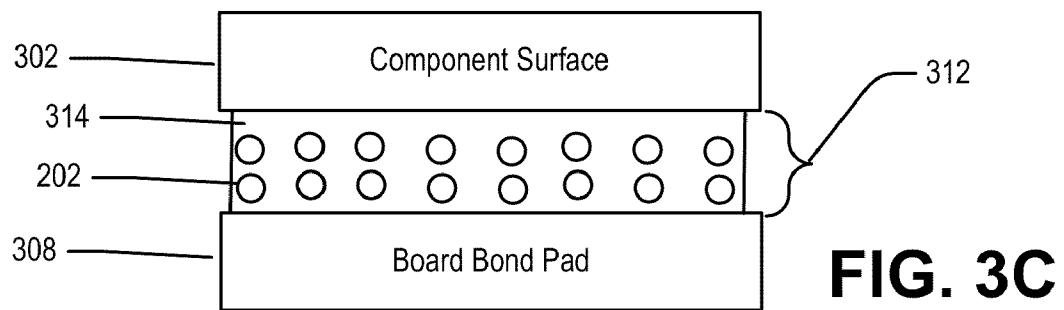 302
Component Surface
312
314
202
308
Board Bond Pad
FIG. 3C